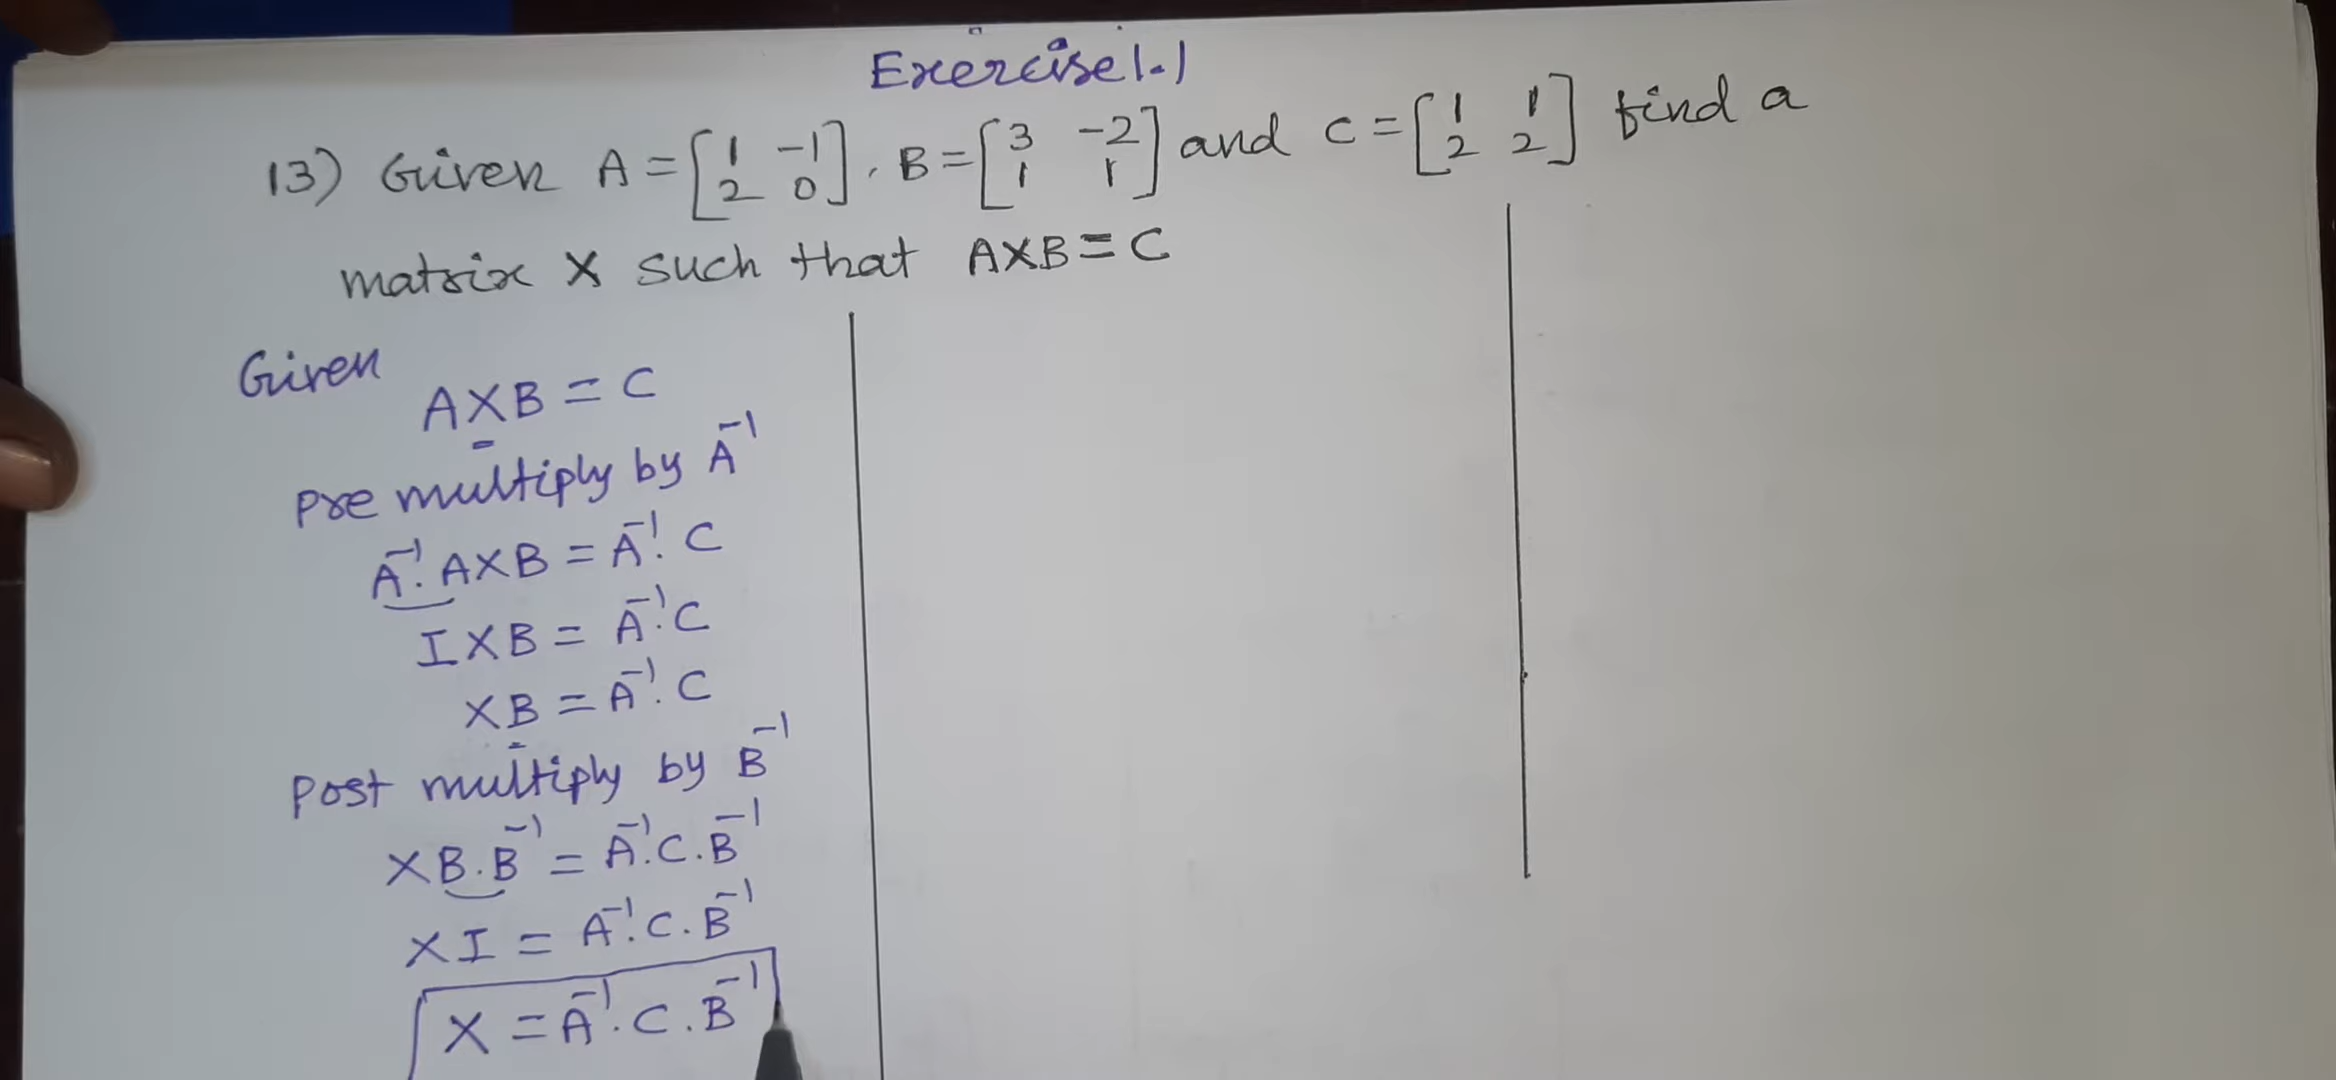 Exercise 1.1
13) Given A = [1 -1; 2 0], B = [3 -2; 1 1] and C = [1 1; 2 2] find a
matrix X such that AXB = C
Given
AXB = C
Pre multiply by A⁻¹
A⁻¹. AXB = A⁻¹. C
IXB = A⁻¹.C
XB = A⁻¹. C
Post multiply by B⁻¹
XB.B⁻¹ = A⁻¹.C.B⁻¹
XI = A⁻¹.C.B⁻¹
X = A⁻¹.C.B⁻¹